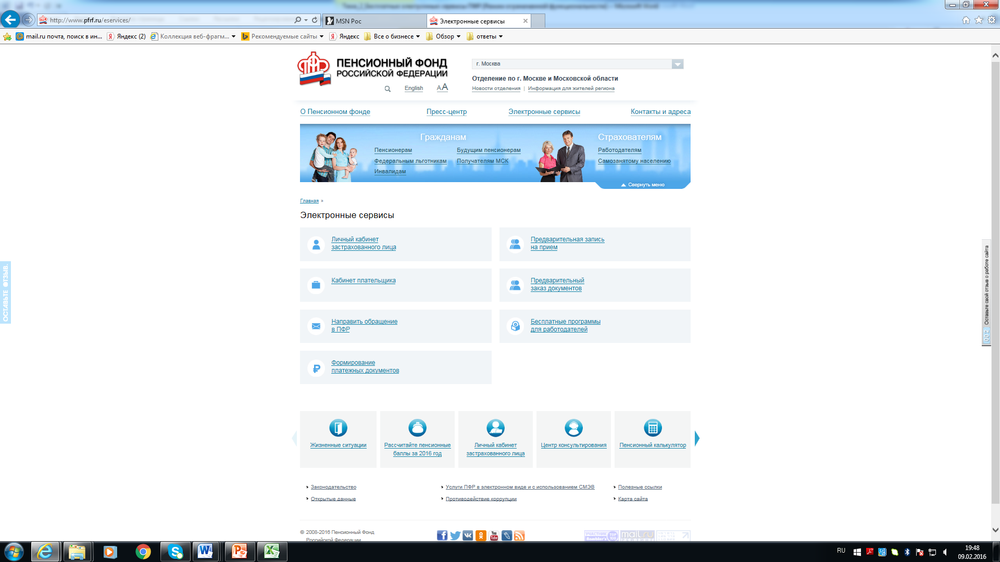 http://www.pfrf.ru/eservices/
MSN Рос
Электронные сервисы
mail.ru почта, поиск в ин...
Яндекс (2)
Коллекция веб-фрагм...
Рекомендуемые сайты
Яндекс
Все о бизнесе
Обзор
ответы
ПЕНСИОННЫЙ ФОНД
РОССИЙСКОЙ ФЕДЕРАЦИИ
English
AA
г. Москва
Отделение по г. Москве и Московской области
Новости отделения | Информация для жителей региона
О Пенсионном фонде
Пресс-центр
Электронные сервисы
Контакты и адреса
Гражданам
Пенсионерам
Будущим пенсионерам
Федеральным льготникам
Получателям МСК
Инвалидам
Страхователям
Работодателям
Самозанятому населению
Свернуть меню
Главная »
Электронные сервисы
Личный кабинет
застрахованного лица
Предварительная запись
на прием
Кабинет плательщика
Предварительный
заказ документов
Направить обращение
в ПФР
Бесплатные программы
для работодателей
Формирование
платежных документов
ОСТАВЬТЕ ОТЗЫВ.
Оставьте свой отзыв о работе сайта
Жизненные ситуации
Рассчитайте пенсионные
баллы за 2016 год
Личный кабинет
застрахованного лица
Центр консультирования
Пенсионный калькулятор
Законодательство
Услуги ПФР в электронном виде и с использованием СМЭВ
Полезные ссылки
Открытые данные
Противодействие коррупции
Карта сайта
© 2008-2016 Пенсионный Фонд
Российской Федерации
RU
19:48
09.02.2016